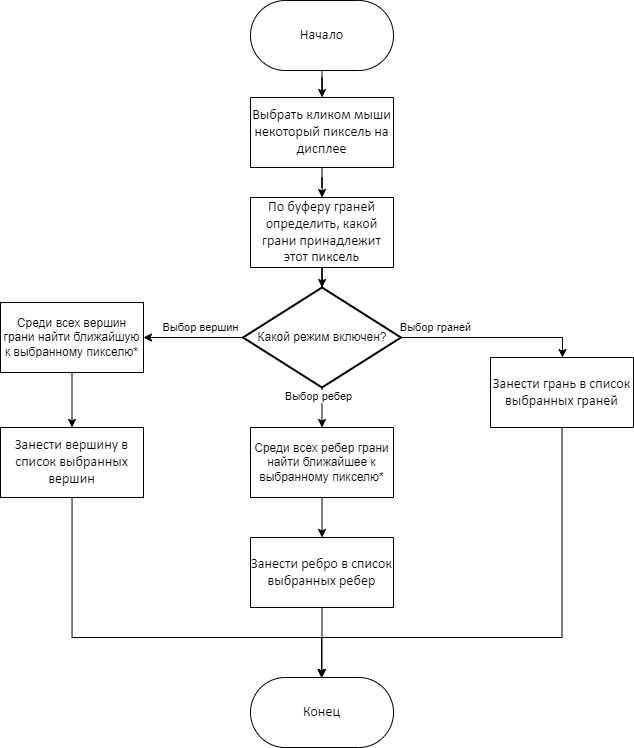 Начало
Выбрать кликом мыши
некоторый пиксель на
дисплее
По буферу граней
определить, какой
грани принадлежит
этот пиксель
Какой режим включен?
Выбор вершин
Выбор граней
Выбор ребер
Среди всех вершин
грани найти ближайшую
к выбранному пикселю*
Занести вершину в
список выбранных
вершин
Среди всех ребер грани
найти ближайшее к
выбранному пикселю*
Занести ребро в список
выбранных ребер
Занести грань в список
выбранных граней
Конец